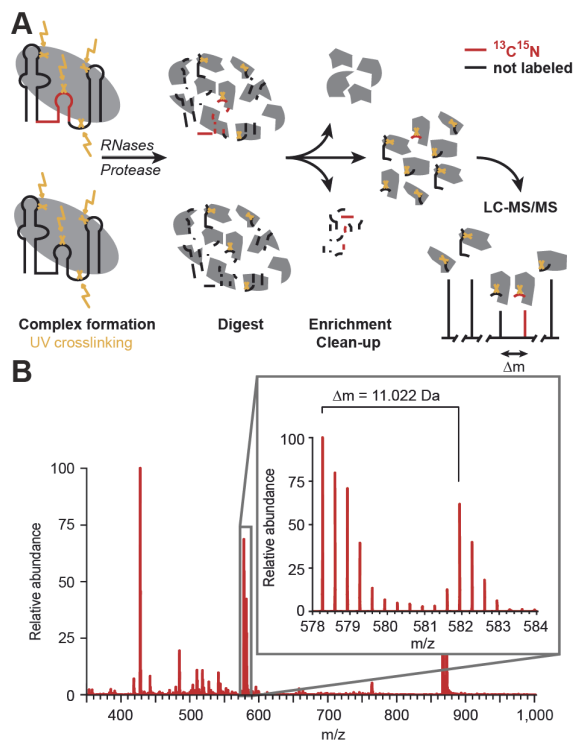 A
¹³C¹⁵N
not labeled
RNases
Protease
LC-MS/MS
Complex formation
UV crosslinking
Digest
Enrichment
Clean-up
Δm
B
Δm = 11.022 Da
100
75
50
25
0
Relative abundance
578 579 580 581 582 583 584
m/z
100
75
50
25
0
Relative abundance
400 500 600 700 800 900 1,000
m/z